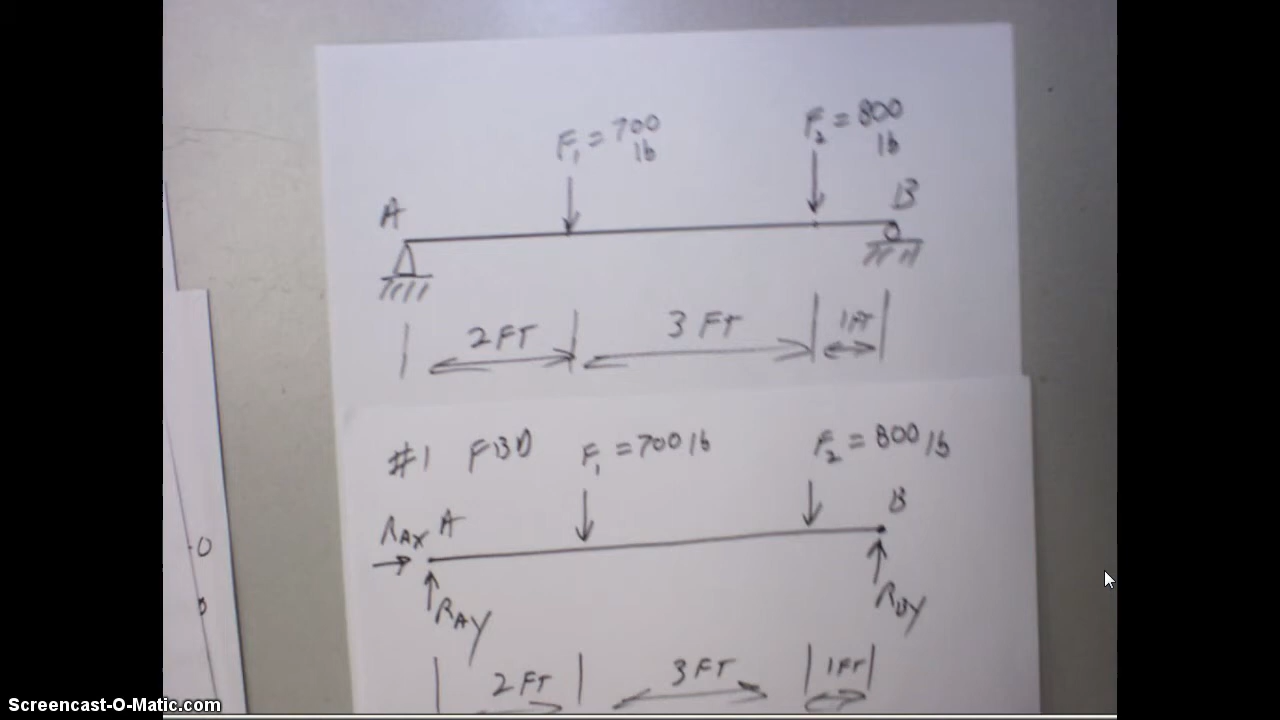 F1 = 700
lb
F2 = 800
lb
A
B
2 FT
3 FT
1 FT
#1 FBD
F1 = 700 lb
F2 = 800 lb
RAX
A
B
RAY
RBY
2 FT
3 FT
1 FT
O
Screencast-O-Matic.com